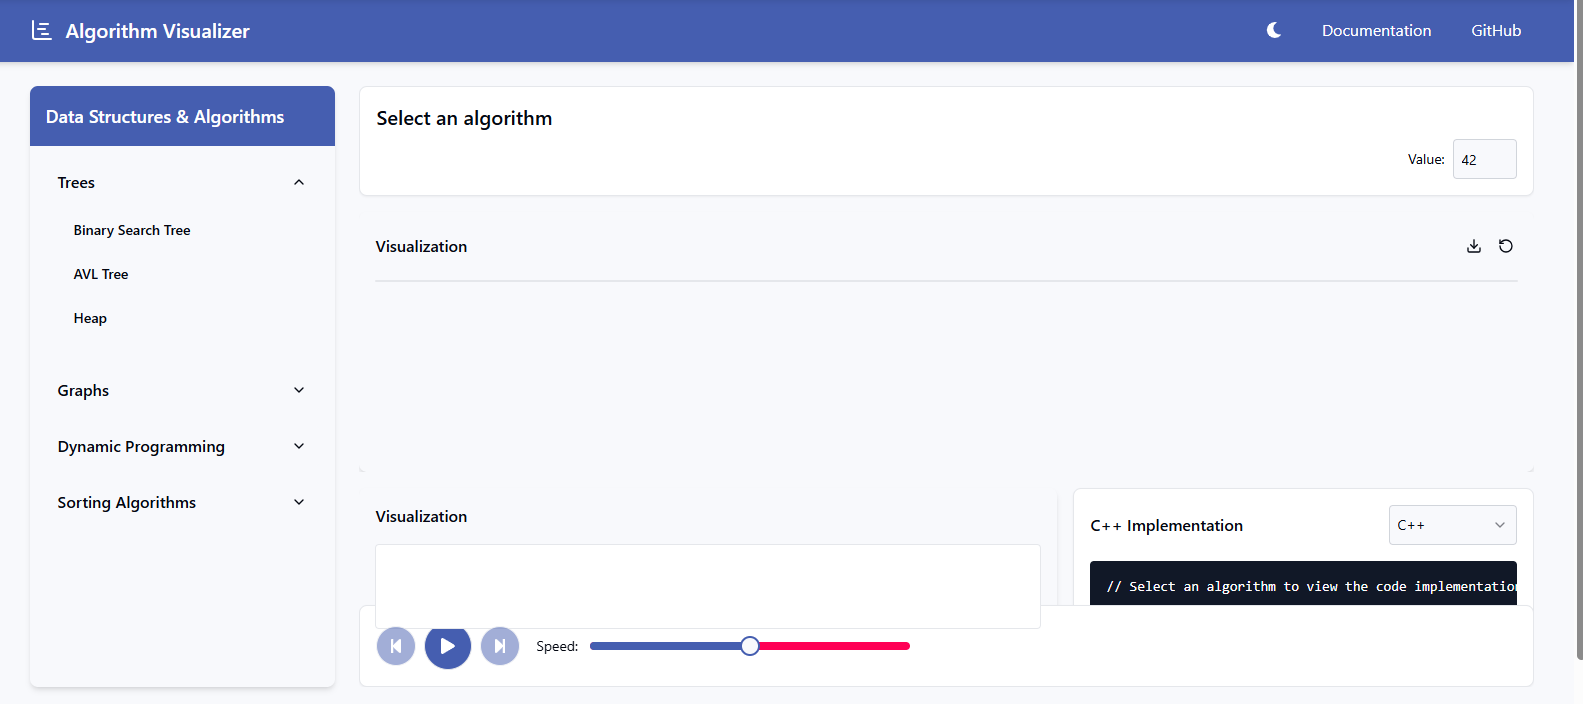 Algorithm Visualizer
Documentation
GitHub
Data Structures & Algorithms
Trees
Binary Search Tree
AVL Tree
Heap
Graphs
Dynamic Programming
Sorting Algorithms
Select an algorithm
Value: 42
Visualization
Visualization
C++ Implementation
C++
// Select an algorithm to view the code implementation
Speed: